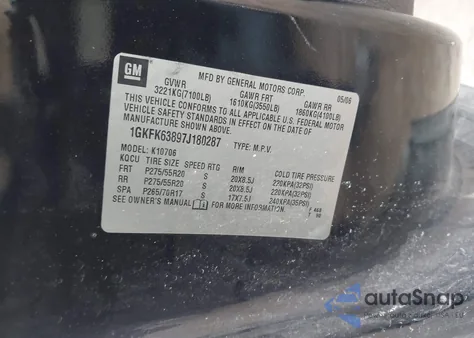 GM
MFD BY GENERAL MOTORS CORP. 05/06
GVWR GAWR FRT GAWR RR
3221KG(7100LB) 1610KG(3550LB) 1860KG(4100LB)
THIS VEHICLE CONFORMS TO ALL APPLICABLE U.S. FEDERAL MOTOR
VEHICLE SAFETY STANDARDS IN EFFECT ON THE DATE OF
MANUFACTURE SHOWN ABOVE.
1GKFK63897J180287 TYPE: M.P.V.
MODEL: K10706
KQCU TIRE SIZE SPEED RTG RIM COLD TIRE PRESSURE
FRT P275/55R20 S 20X8.5J 220KPA(32PSI)
RR P275/55R20 S 20X8.5J 220KPA(32PSI)
SPA P265/70R17 S 17X7.5J 240KPA(35PSI)
SEE OWNER'S MANUAL FOR MORE INFORMATION.
autoSnap